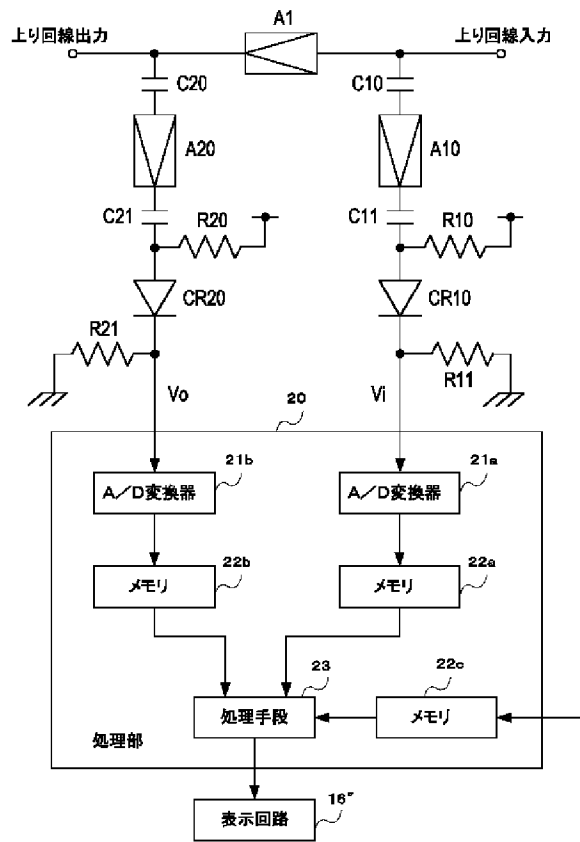 A1
上り回線出力
上り回線入力
C20
C10
A20
A10
C21
R20
C11
R10
CR20
CR10
R21
R11
Vo
Vi
20
21b
21a
A/D変換器
A/D変換器
22b
22a
メモリ
メモリ
23
22c
処理手段
メモリ
処理部
16"
表示回路